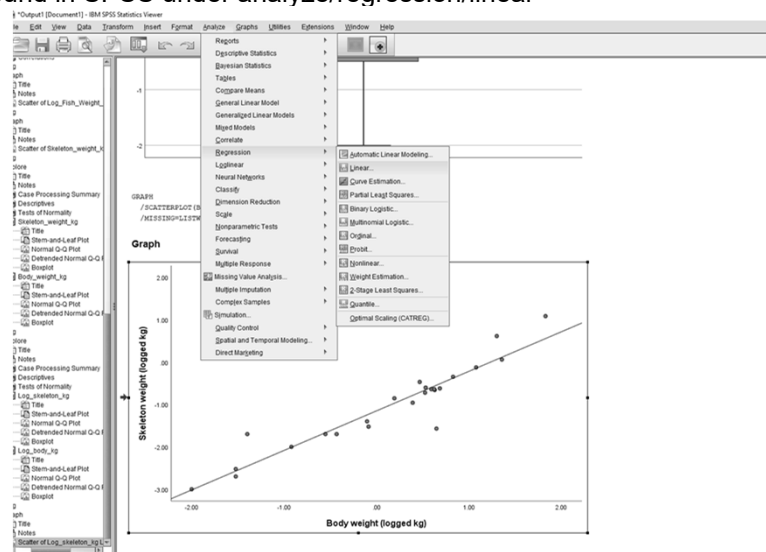 ound in SPSS under analyze/regression/linear
*Output1 [Document1] - IBM SPSS Statistics Viewer
le Edit View Data Transform Insert Format Analyze Graphs Utilities Extensions Window Help
Reports
Descriptive Statistics
Bayesian Statistics
Tables
Compare Means
General Linear Model
Generalized Linear Models
Mixed Models
Correlate
Regression
Loglinear
Neural Networks
Classify
Dimension Reduction
Scale
Nonparametric Tests
Forecasting
Survival
Multiple Response
Missing Value Analysis...
Multiple Imputation
Complex Samples
Simulation...
Quality Control
Spatial and Temporal Modeling...
Direct Marketing
Automatic Linear Modeling...
Linear...
Curve Estimation...
Partial Least Squares...
Binary Logistic...
Multinomial Logistic...
Ordinal...
Probit...
Nonlinear...
Weight Estimation...
2-Stage Least Squares...
Quantile...
Optimal Scaling (CATREG)...
Correlations
g
aph
Title
Notes
Scatter of Log_Fish_Weight_
g
aph
Title
Notes
Scatter of Skeleton_weight_k
g
plore
Title
Notes
Case Processing Summary
Descriptives
Tests of Normality
Skeleton_weight_kg
Title
Stem-and-Leaf Plot
Normal Q-Q Plot
Detrended Normal Q-Q P
Boxplot
Body_weight_kg
Title
Stem-and-Leaf Plot
Normal Q-Q Plot
Detrended Normal Q-Q P
Boxplot
g
plore
Title
Notes
Case Processing Summary
Descriptives
Tests of Normality
Log_skeleton_kg
Title
Stem-and-Leaf Plot
Normal Q-Q Plot
Detrended Normal Q-Q P
Boxplot
Log_body_kg
Title
Stem-and-Leaf Plot
Normal Q-Q Plot
Detrended Normal Q-Q P
Boxplot
g
aph
Title
Notes
Scatter of Log_skeleton_kg L
-1
-2
GRAPH
/SCATTERPLOT(B
/MISSING=LISTW
Graph
Skeleton weight (logged kg)
2.00
.00
-1.00
-2.00
-3.00
-2.00 -1.00 .00 1.00 2.00
Body weight (logged kg)